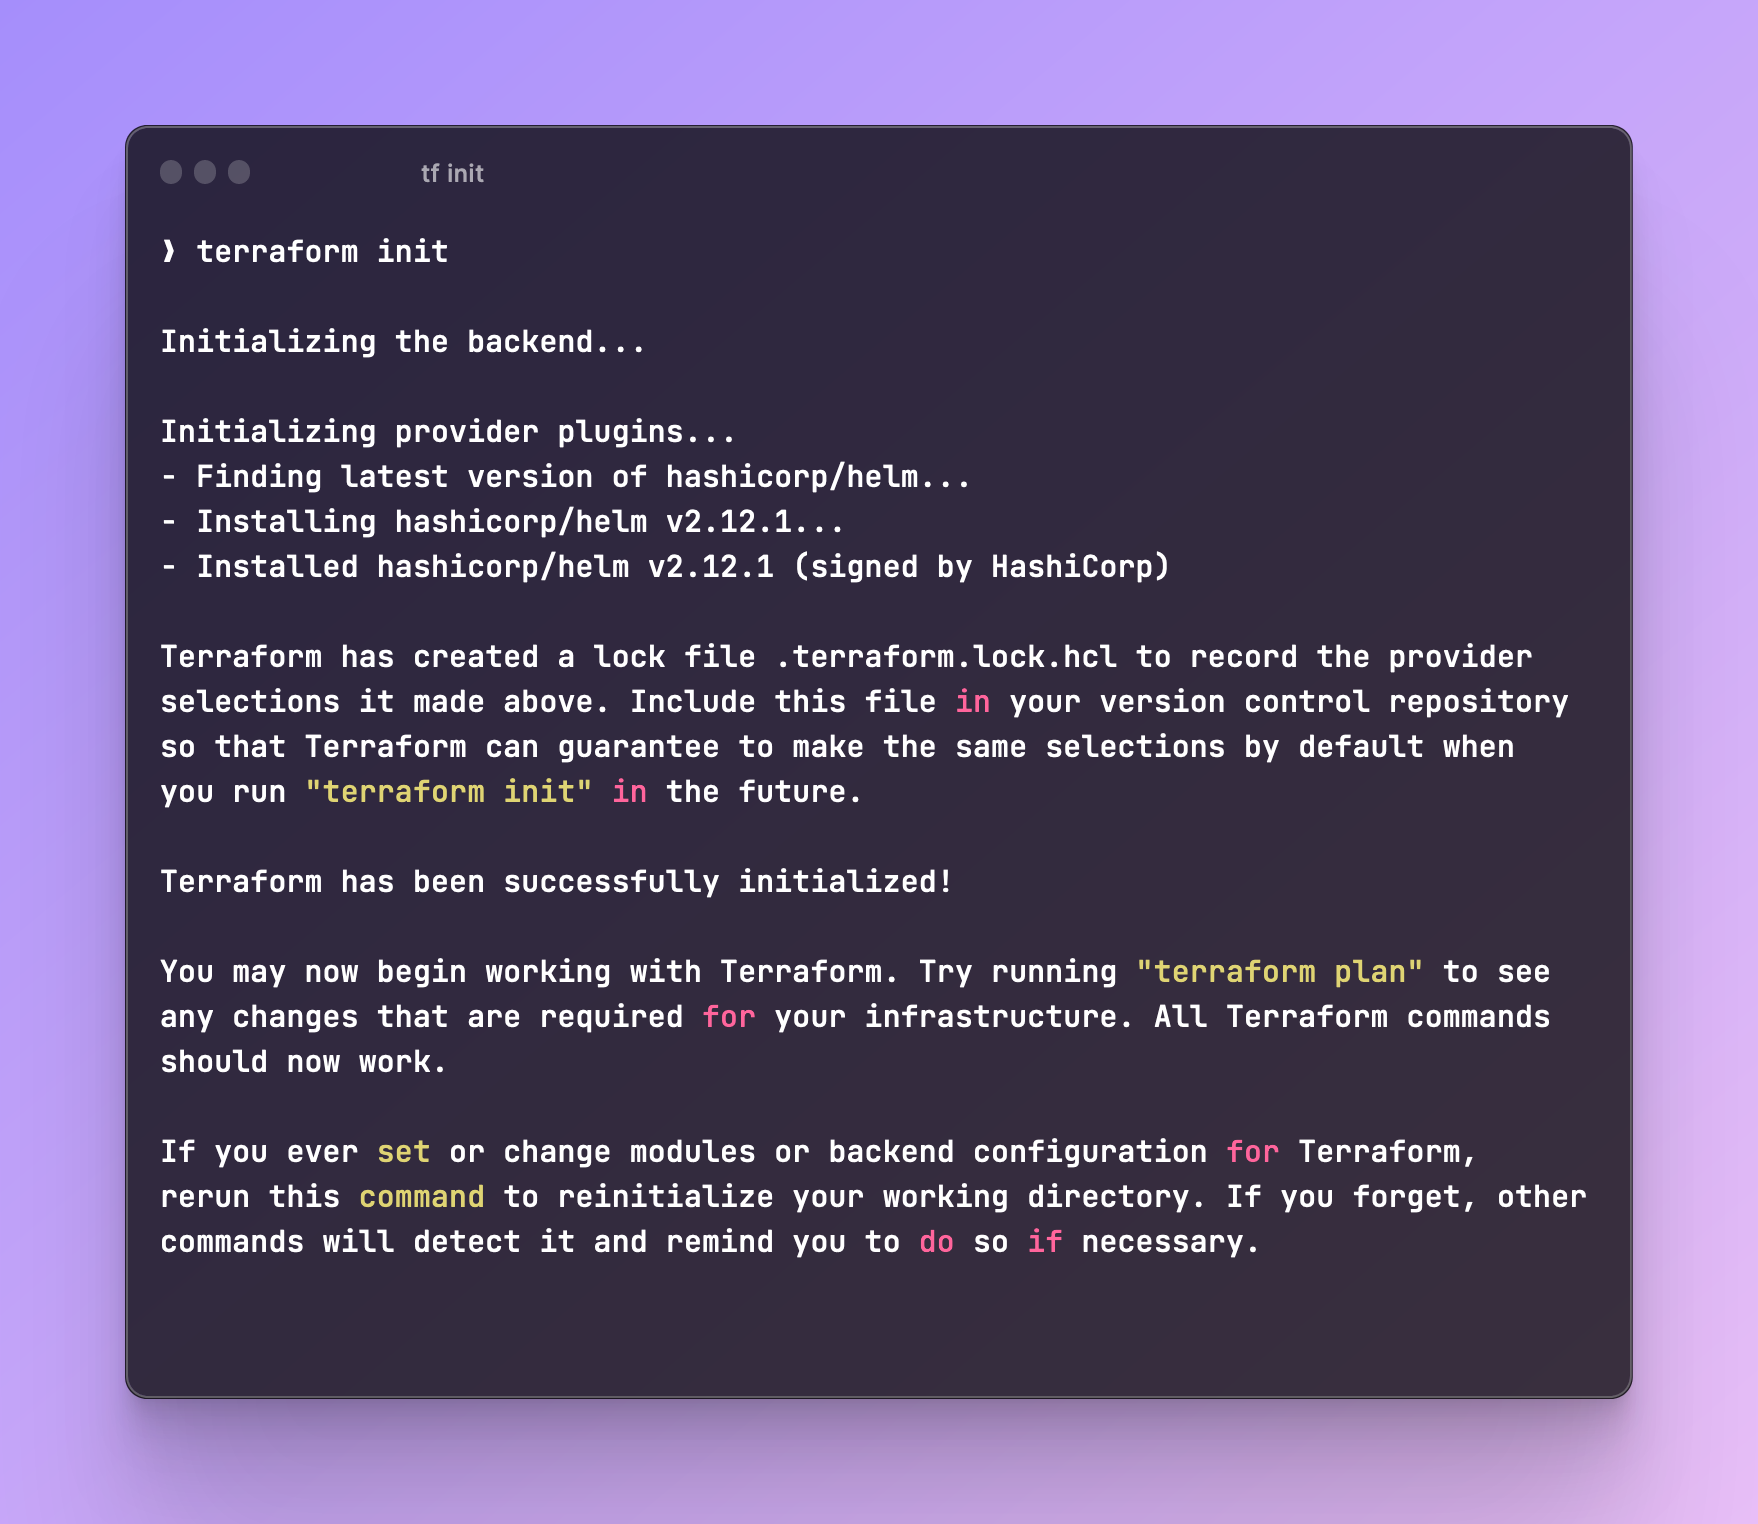 tf init
❯ terraform init
Initializing the backend...
Initializing provider plugins...
- Finding latest version of hashicorp/helm...
- Installing hashicorp/helm v2.12.1...
- Installed hashicorp/helm v2.12.1 (signed by HashiCorp)
Terraform has created a lock file .terraform.lock.hcl to record the provider
selections it made above. Include this file in your version control repository
so that Terraform can guarantee to make the same selections by default when
you run "terraform init" in the future.
Terraform has been successfully initialized!
You may now begin working with Terraform. Try running "terraform plan" to see
any changes that are required for your infrastructure. All Terraform commands
should now work.
If you ever set or change modules or backend configuration for Terraform,
rerun this command to reinitialize your working directory. If you forget, other
commands will detect it and remind you to do so if necessary.